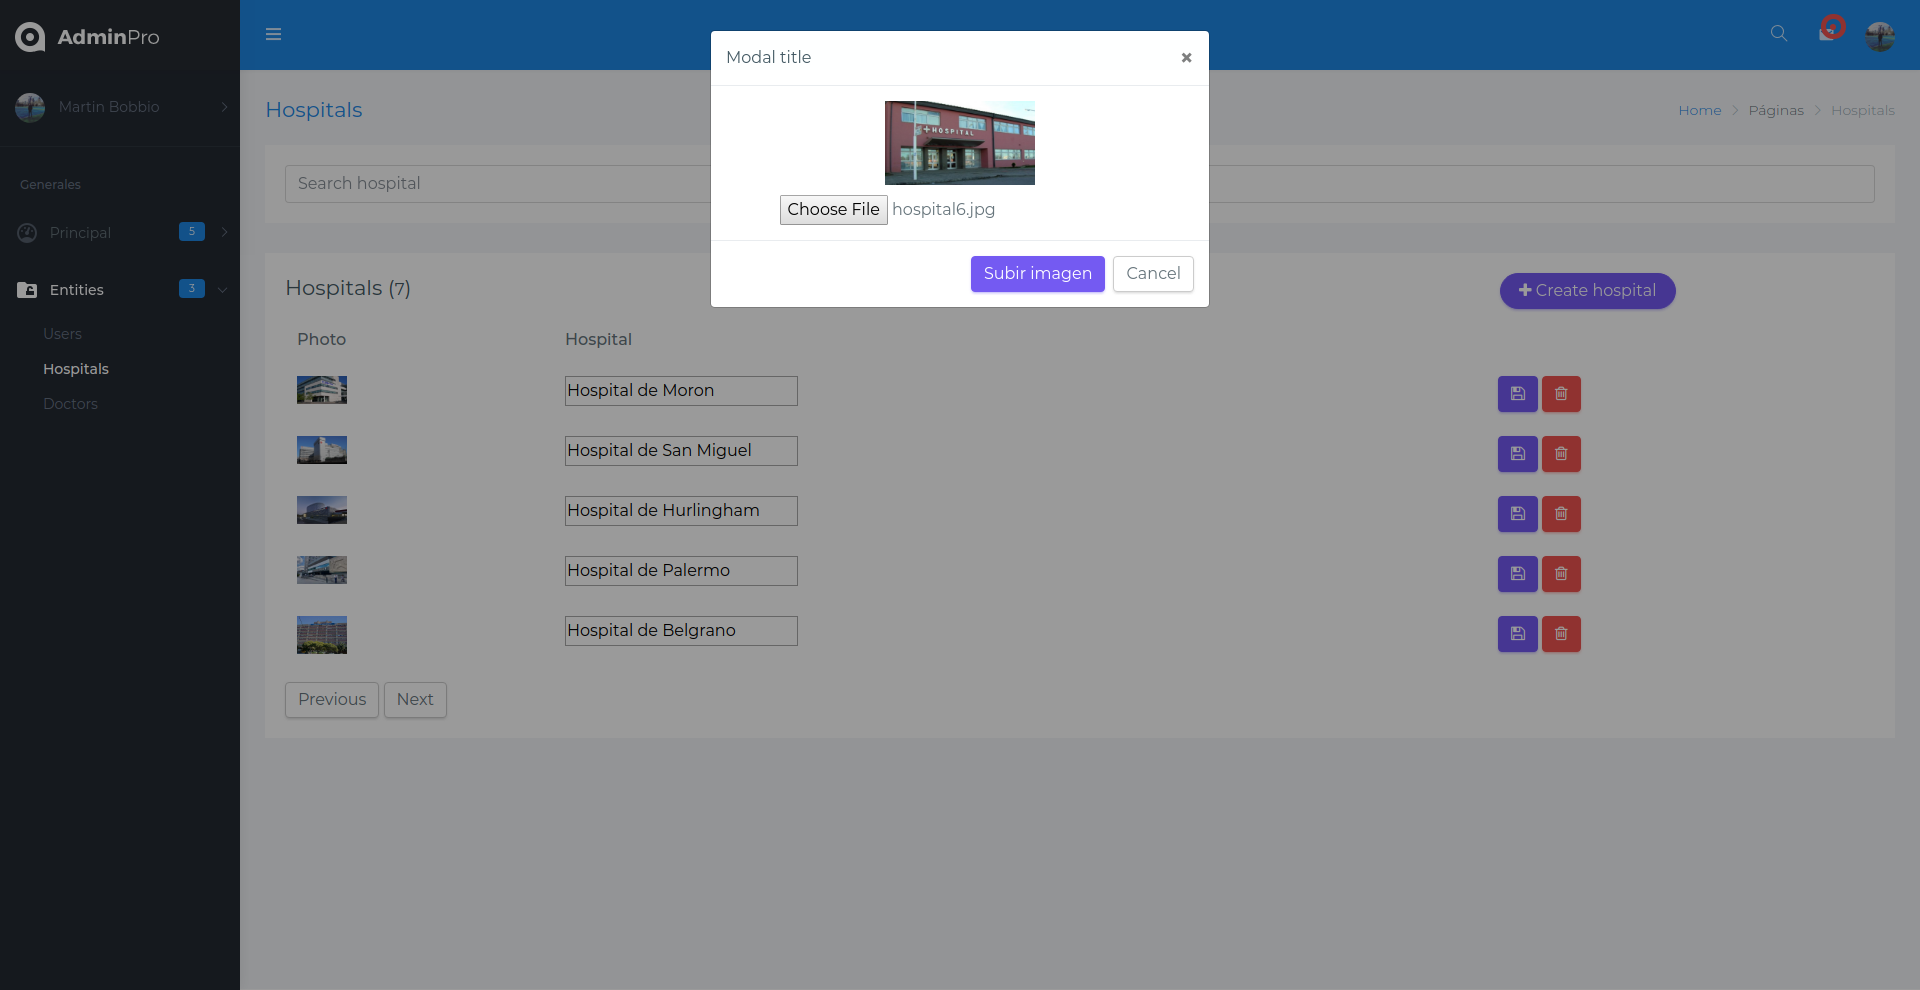 AdminPro
Martin Bobbio
Generales
Principal 5
Entities 3
Users
Hospitals
Doctors
Modal title
HOSPITAL
Choose File hospital6.jpg
Subir imagen Cancel
Hospitals
Home Páginas Hospitals
Search hospital
Hospitals (7)
Create hospital
Photo Hospital
Hospital de Moron
Hospital de San Miguel
Hospital de Hurlingham
Hospital de Palermo
Hospital de Belgrano
Previous Next